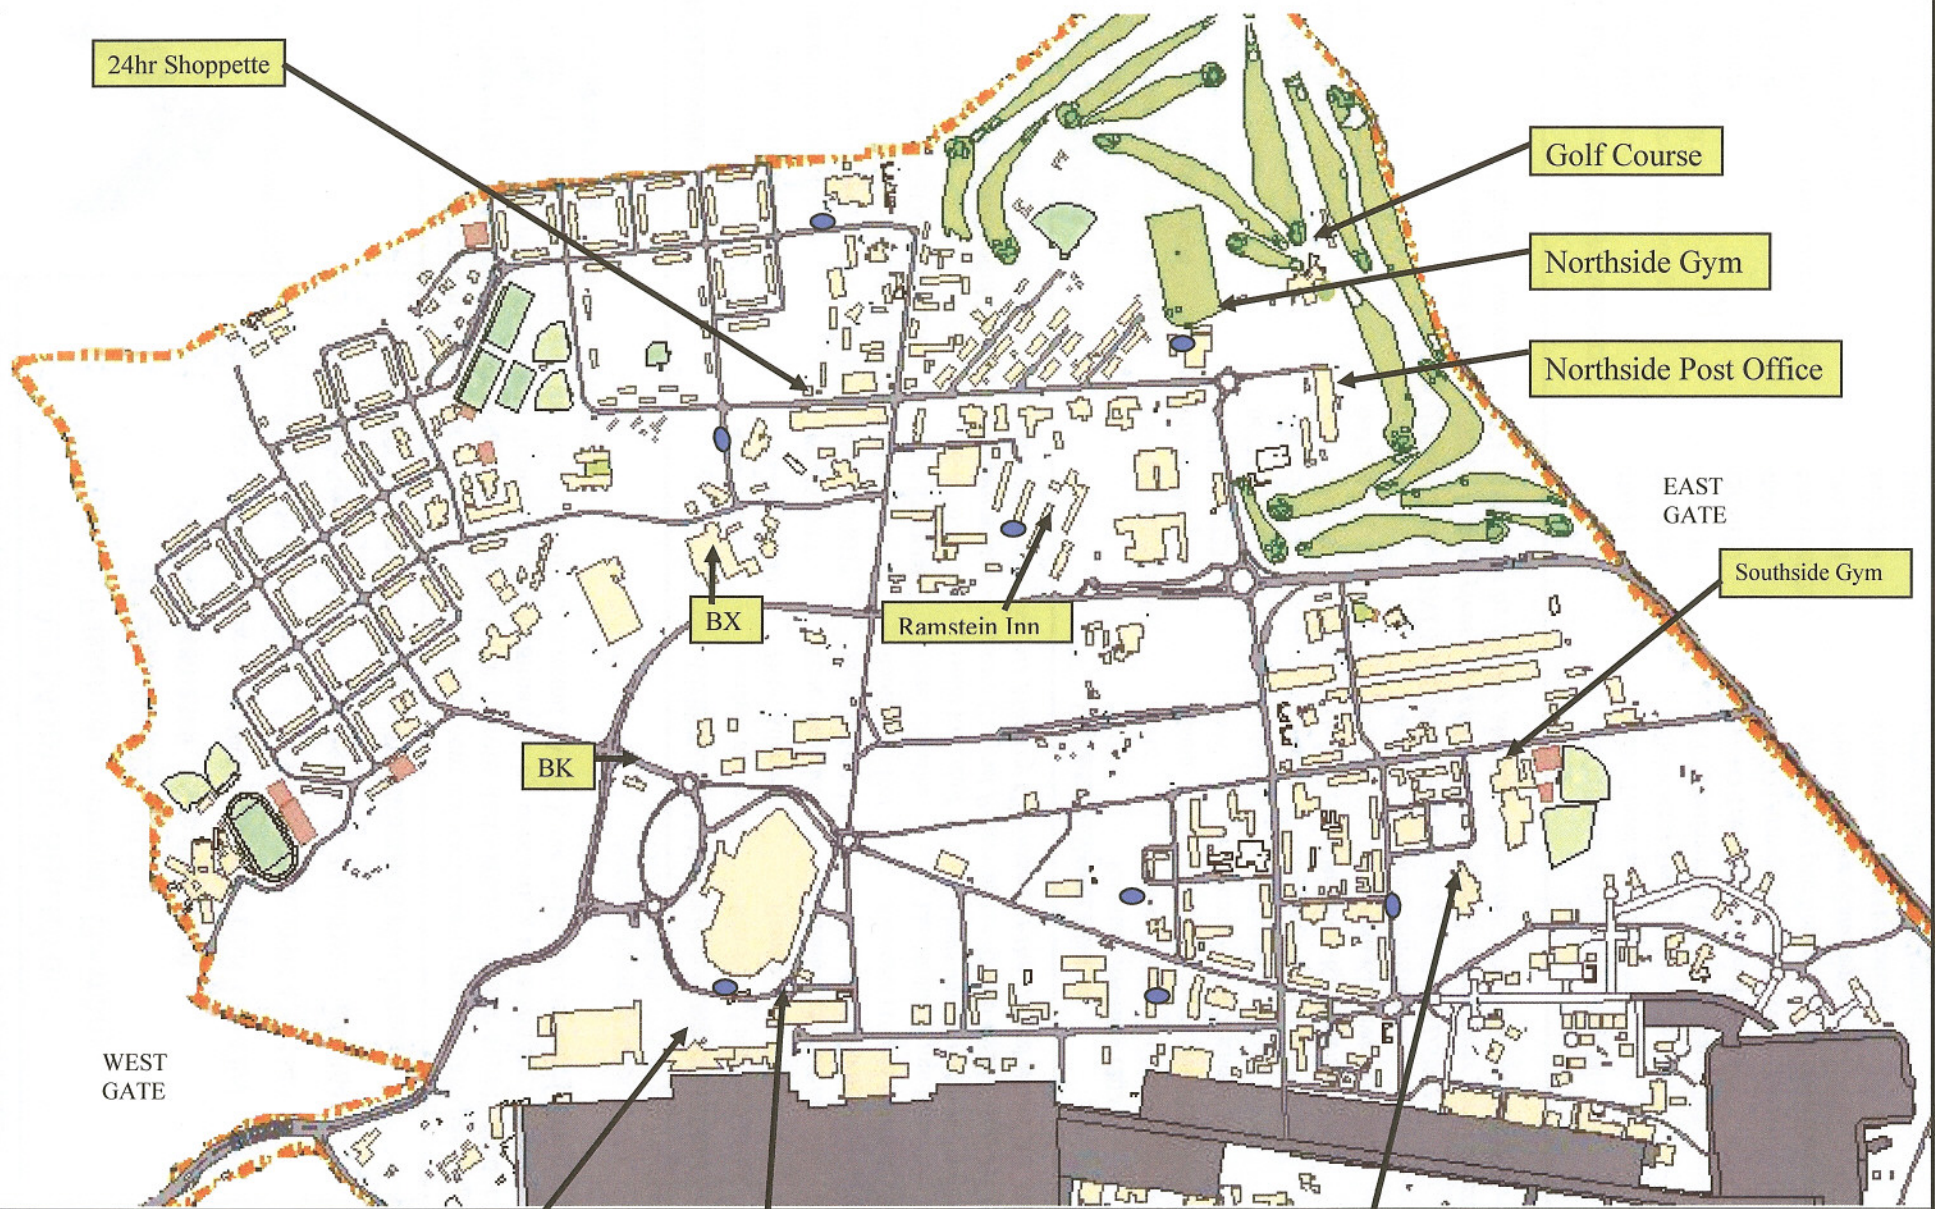 24hr Shoppette
Golf Course
Northside Gym
Northside Post Office
EAST
GATE
Southside Gym
BX
Ramstein Inn
BK
WEST
GATE